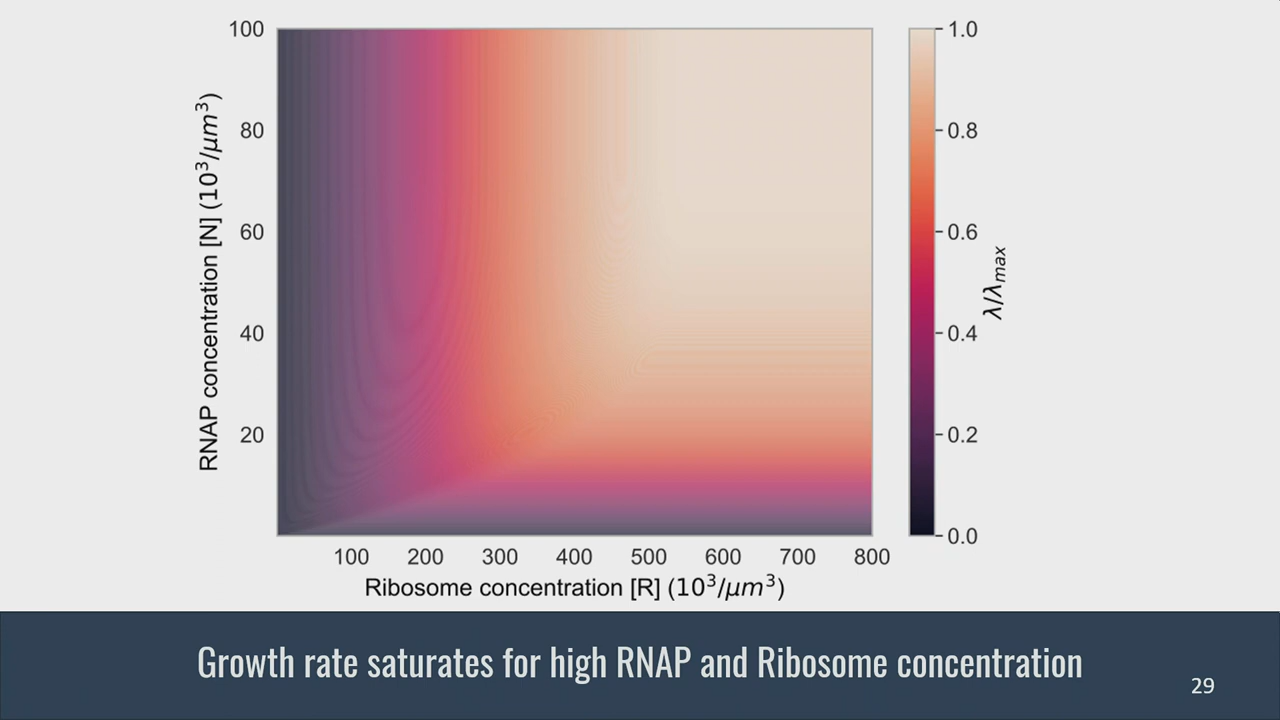 100
80
60
40
20
RNAP concentration [N] (10³/μm³)
100 200 300 400 500 600 700 800
Ribosome concentration [R] (10³/μm³)
1.0
0.8
0.6
0.4
0.2
0.0
λ/λmax
Growth rate saturates for high RNAP and Ribosome concentration
29